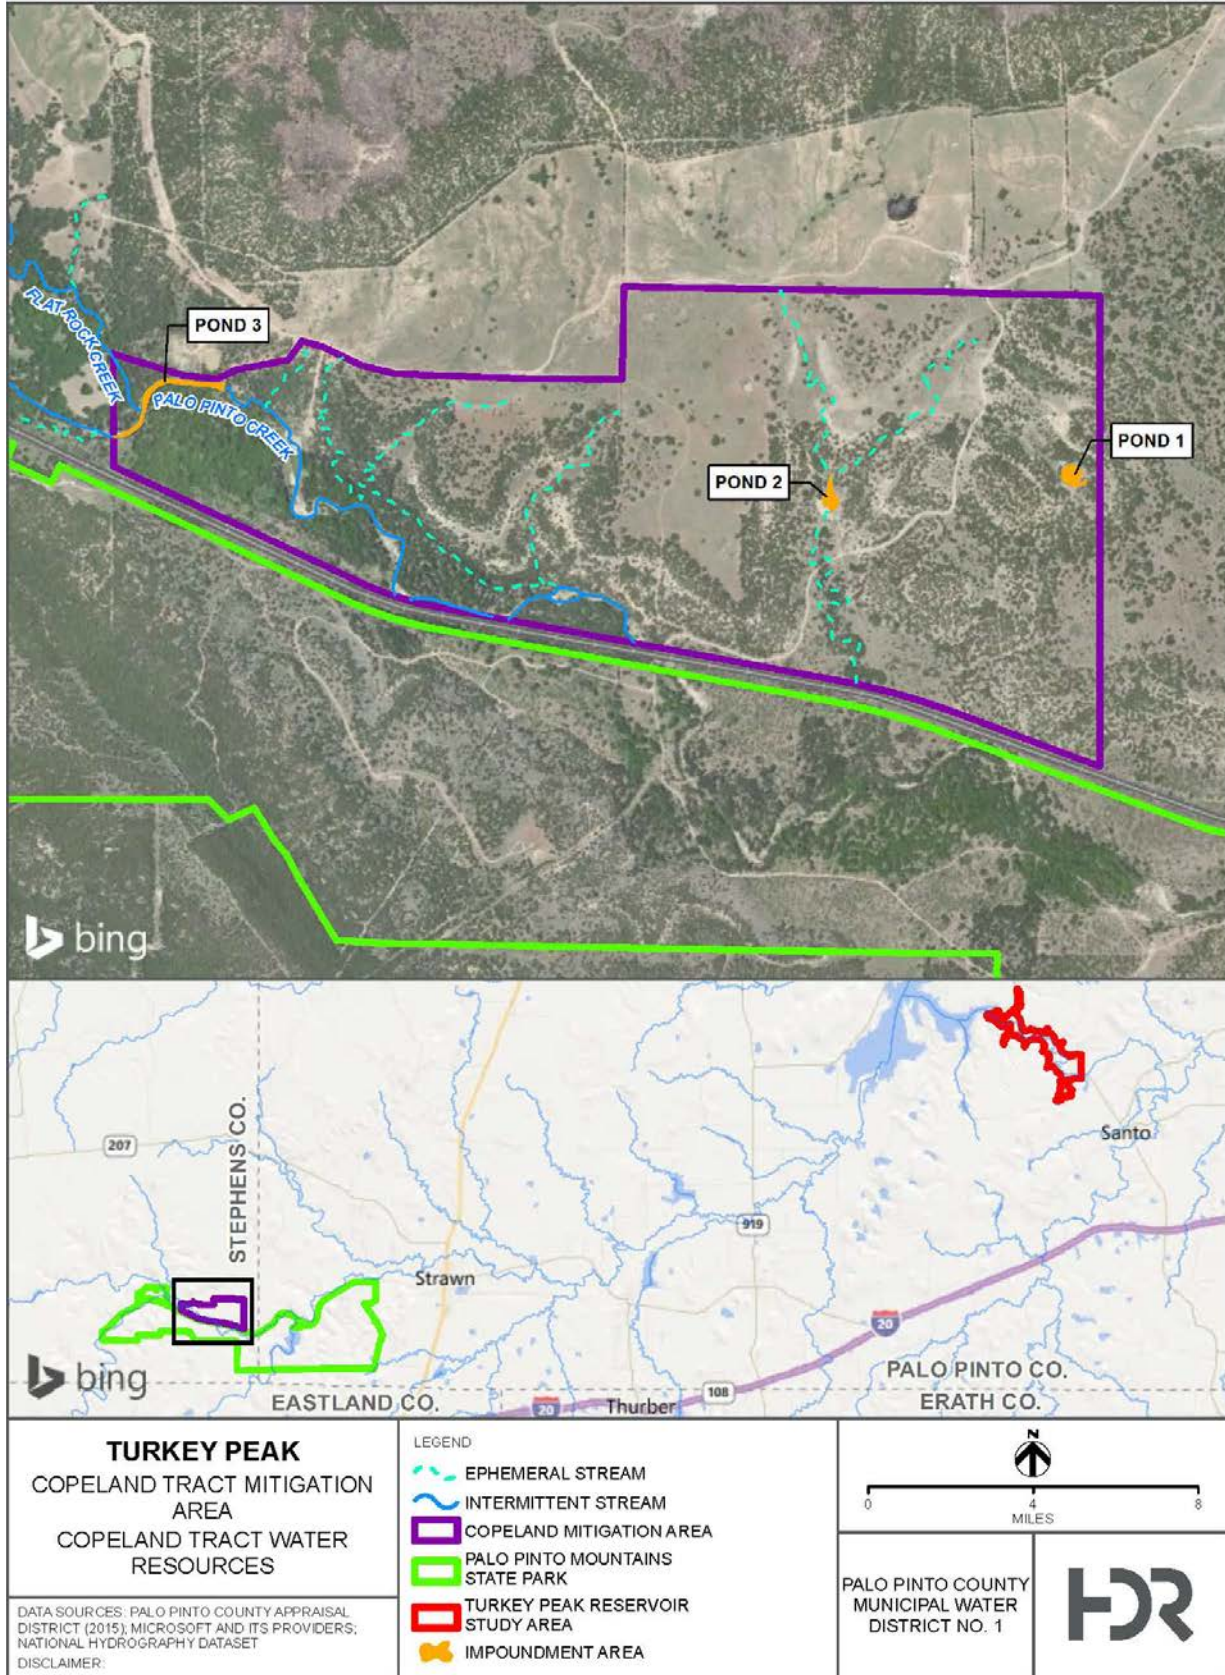 POND 3
FLAT ROCK CREEK
PALO PINTO CREEK
POND 1
POND 2
bing
207
STEPHENS CO.
Santo
919
Strawn
20
bing
PALO PINTO CO.
EASTLAND CO.
20
Thurber
108
ERATH CO.
TURKEY PEAK
COPELAND TRACT MITIGATION
AREA
COPELAND TRACT WATER
RESOURCES
DATA SOURCES: PALO PINTO COUNTY APPRAISAL
DISTRICT (2015); MICROSOFT AND ITS PROVIDERS;
NATIONAL HYDROGRAPHY DATASET
DISCLAIMER:
LEGEND
EPHEMERAL STREAM
INTERMITTENT STREAM
COPELAND MITIGATION AREA
PALO PINTO MOUNTAINS
STATE PARK
TURKEY PEAK RESERVOIR
STUDY AREA
IMPOUNDMENT AREA
N
0 4 8
MILES
PALO PINTO COUNTY
MUNICIPAL WATER
DISTRICT NO. 1
HDR